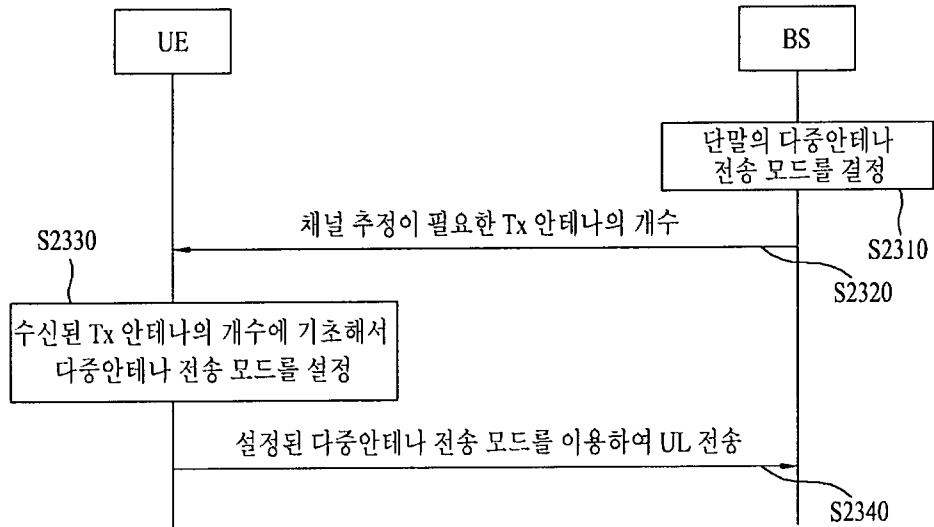 UE
BS
단말의 다중안테나
전송 모드를 결정
S2310
채널 추정이 필요한 Tx 안테나의 개수
S2320
S2330
수신된 Tx 안테나의 개수에 기초해서
다중안테나 전송 모드를 설정
설정된 다중안테나 전송 모드를 이용하여 UL 전송
S2340